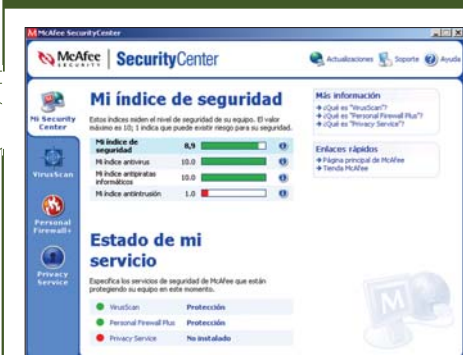 McAfee SecurityCenter
McAfee SECURITY SecurityCenter
Actualizaciones Soporte Ayuda
Mi Security Center
VirusScan
Personal Firewall+
Privacy Service
Mi índice de seguridad
Estos índices miden el nivel de seguridad de su equipo. El valor
máximo es 10; 1 indica que puede existir riesgo para su seguridad.
Mi índice de seguridad 8,9
Mi índice antivirus 10.0
Mi índice antipiratas informáticos 10.0
Mi índice antiintrusión 1.0
Estado de mi
servicio
Especifica los servicios de seguridad de McAfee que están
protegiendo su equipo en este momento.
VirusScan Protección
Personal Firewall Plus Protección
Privacy Service No instalado
Más información
¿Qué es "VirusScan"?
¿Qué es "Personal Firewall Plus"?
¿Qué es "Privacy Service"?
Enlaces rápidos
Página principal de McAfee
Tienda McAfee